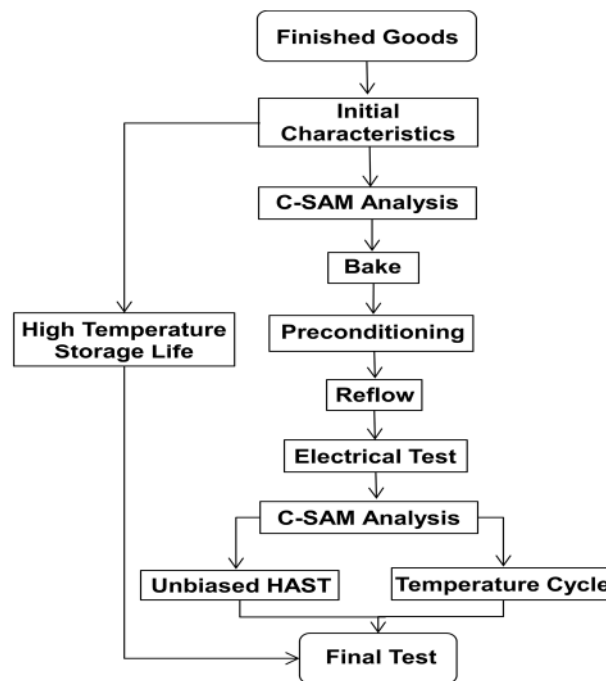 Finished Goods
Initial
Characteristics
C-SAM Analysis
Bake
High Temperature
Storage Life
Preconditioning
Reflow
Electrical Test
C-SAM Analysis
Unbiased HAST
Temperature Cycle
Final Test